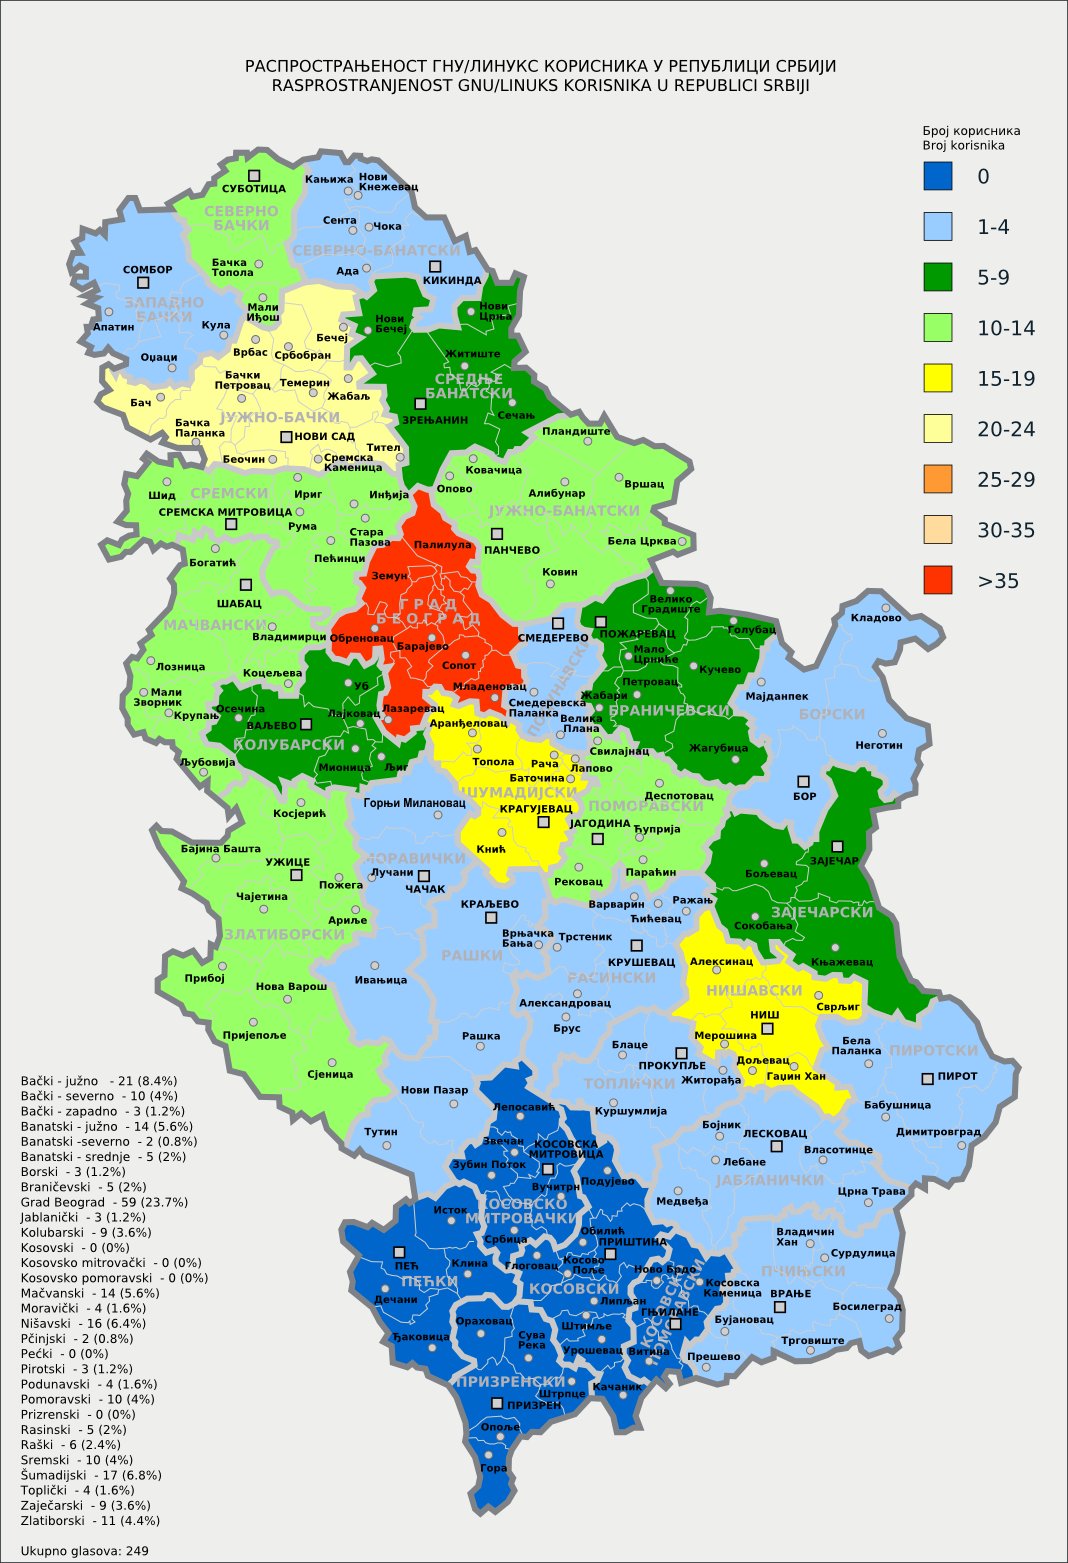 РАСПРОСТРАЊЕНОСТ ГНУ/ЛИНУКС КОРИСНИКА У РЕПУБЛИЦИ СРБИЈИ
RASPROSTRANJENOST GNU/LINUKS KORISNIKA U REPUBLICI SRBIJI
Број корисника
Broj korisnika
0
1-4
5-9
10-14
15-19
20-24
25-29
30-35
>35
СУБОТИЦА
СЕВЕРНО
БАЧКИ
Бачка
Топола
Мали
Иђош
Кањижа
Нови
Кнежевац
Сента
Чока
СЕВЕРНО-БАНАТСКИ
Ада
КИКИНДА
СОМБОР
ЗАПАДНО
БАЧКИ
Апатин
Кула
Оџаци
Нови
Бечеј
Нови
Црња
Житиште
СРЕДЊЕ
БАНАТСКИ
ЗРЕЊАНИН
Сечањ
Бечеј
Врбас
Србобран
Бачки
Петровац
Темерин
Жабаљ
Бач
ЈУЖНО-БАЧКИ
Бачка
Паланка
НОВИ САД
Тител
Беочин
Сремска
Каменица
Пландиште
Ковачица
Опово
Алибунар
Вршац
ЈУЖНО-БАНАТСКИ
ПАНЧЕВО
Бела Црква
Ковин
Шид
СРЕМСКИ
Ириг
Инђија
СРЕМСКА МИТРОВИЦА
Рума
Стара
Пазова
Пећинци
Богатић
ШАБАЦ
МАЧВАНСКИ
Владимирци
Лозница
Коцељева
Мали
Зворник
Крупањ
Љубовија
Палилула
Земун
ГРАД
БЕОГРАД
Обреновац
Барајево
Сопот
Младеновац
Лазаревац
Уб
Осечина
ВАЉЕВО
Лајковац
КОЛУБАРСКИ
Мионица
Љиг
СМЕДЕРЕВО
ПОДУНАВСКИ
Смедеревска
Паланка
Велика
Плана
ПОЖАРЕВАЦ
Велико
Градиште
Голубац
Мало
Црниће
Кучево
Петровац
Жабари
БРАНИЧЕВСКИ
Жагубица
Кладово
Мајданпек
БОРСКИ
Неготин
БОР
Аранђеловац
Топола
Рача
Лапово
Баточина
ШУМАДИЈСКИ
КРАГУЈЕВАЦ
Кнић
Свилајнац
Деспотовац
ПОМОРАВСКИ
ЈАГОДИНА
Ћуприја
Параћин
Рековац
Горњи Милановац
МОРАВИЧКИ
Лучани
ЧАЧАК
Ивањица
Косјерић
Бајина Башта
УЖИЦЕ
Пожега
Чајетина
Ариље
ЗЛАТИБОРСКИ
Прибој
Нова Варош
Пријепоље
Сјеница
КРАЉЕВО
Врњачка
Бања
РАШКИ
Рашка
Нови Пазар
Тутин
Варварин
Ћићевац
Ражањ
Трстеник
КРУШЕВАЦ
РАСИНСКИ
Александровац
Брус
ЗАЈЕЧАР
Бољевац
ЗАЈЕЧАРСКИ
Сокобања
Књажевац
Алексинац
НИШАВСКИ
Сврљиг
НИШ
Мерошина
Дољевац
Гаџин Хан
Блаце
ПРОКУПЉЕ
ТОПЛИЧКИ
Житорађа
Куршумлија
Бела
Паланка
ПИРОТСКИ
ПИРОТ
Бабушница
Димитровград
Бојник
ЛЕСКОВАЦ
Лебане
Власотинце
ЈАБЛАНИЧКИ
Медвеђа
Црна Трава
Владичин
Хан
Сурдулица
ПЧИЊСКИ
ВРАЊЕ
Босилеград
Бујановац
Трговиште
Прешево
Лепосавић
Звечан
КОСОВСКА
МИТРОВИЦА
Зубин Поток
Вучитрн
КОСОВСКО
МИТРОВАЧКИ
Србица
Подујево
Исток
ПЕЋ
Клина
ПЕЋКИ
Дечани
Ђаковица
Обилић
ПРИШТИНА
Глоговац
Косово
Поље
КОСОВСКИ
Липљан
Штимље
Урошевац
Качаник
Ново Брдо
Косовска
Каменица
ГЊИЛАНЕ
Витина
Ораховац
Сува
Река
ПРИЗРЕНСКИ
Штрпце
ПРИЗРЕН
Опоље
Гора
Bački - južno   - 21 (8.4%)
Bački - severno  - 10 (4%)
Bački - zapadno  - 3 (1.2%)
Banatski - južno  - 14 (5.6%)
Banatski -severno  - 2 (0.8%)
Banatski - srednje  - 5 (2%)
Borski  - 3 (1.2%)
Braničevski  - 5 (2%)
Grad Beograd  - 59 (23.7%)
Jablanički  - 3 (1.2%)
Kolubarski  - 9 (3.6%)
Kosovski  - 0 (0%)
Kosovsko mitrovački  - 0 (0%)
Kosovsko pomoravski  - 0 (0%)
Mačvanski  - 14 (5.6%)
Moravički  - 4 (1.6%)
Nišavski  - 16 (6.4%)
Pčinjski  - 2 (0.8%)
Pećki  - 0 (0%)
Pirotski  - 3 (1.2%)
Podunavski  - 4 (1.6%)
Pomoravski  - 10 (4%)
Prizrenski  - 0 (0%)
Rasinski  - 5 (2%)
Raški  - 6 (2.4%)
Sremski  - 10 (4%)
Šumadijski  - 17 (6.8%)
Toplički  - 4 (1.6%)
Zaječarski  - 9 (3.6%)
Zlatiborski  - 11 (4.4%)
Ukupno glasova: 249